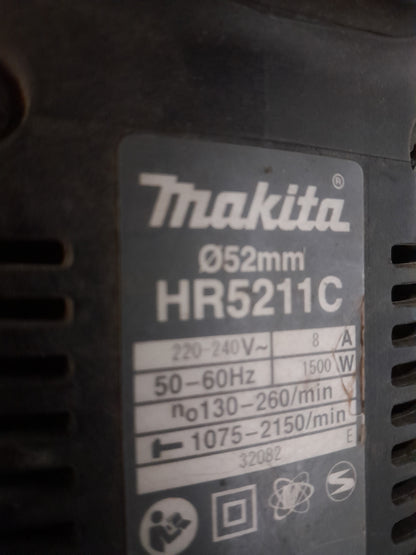 makita®
Ø52mm
HR5211C
220-240V~ 8 A
50-60Hz 1500 W
n₀130-260/min
1075-2150/min
32082 E